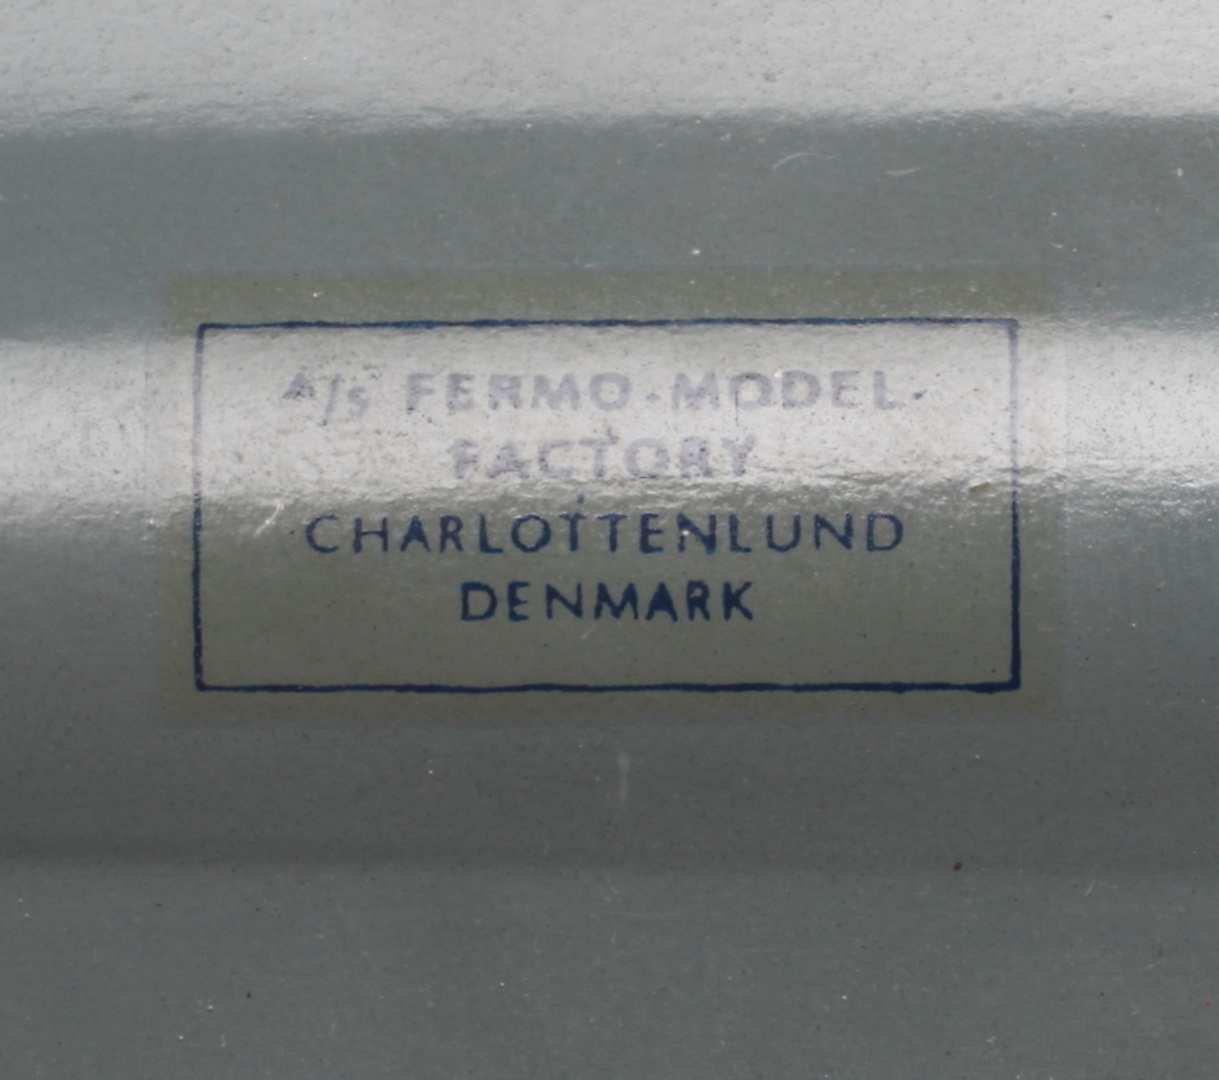 A/S FERMO-MODEL-
FACTORY
CHARLOTTENLUND
DENMARK